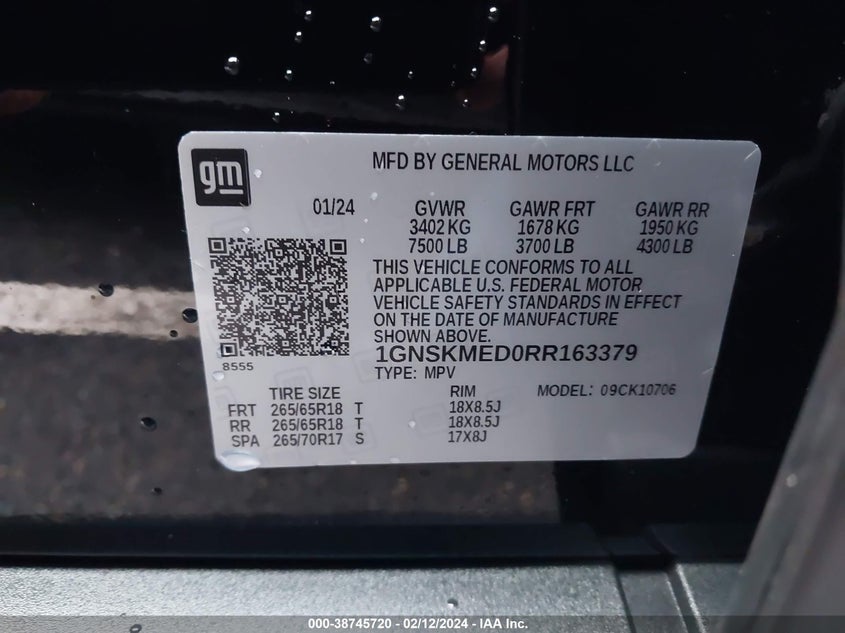 gm
MFD BY GENERAL MOTORS LLC
01/24 GVWR GAWR FRT GAWR RR
3402 KG 1678 KG 1950 KG
7500 LB 3700 LB 4300 LB
THIS VEHICLE CONFORMS TO ALL
APPLICABLE U.S. FEDERAL MOTOR
VEHICLE SAFETY STANDARDS IN EFFECT
ON THE DATE OF MANUFACTURE
SHOWN ABOVE.
8555
1GNSKMED0RR163379
TYPE: MPV
TIRE SIZE RIM MODEL: 09CK10706
FRT 265/65R18 T 18X8.5J
RR 265/65R18 T 18X8.5J
SPA 265/70R17 S 17X8J
000-38745720 - 02/12/2024 - IAA Inc.